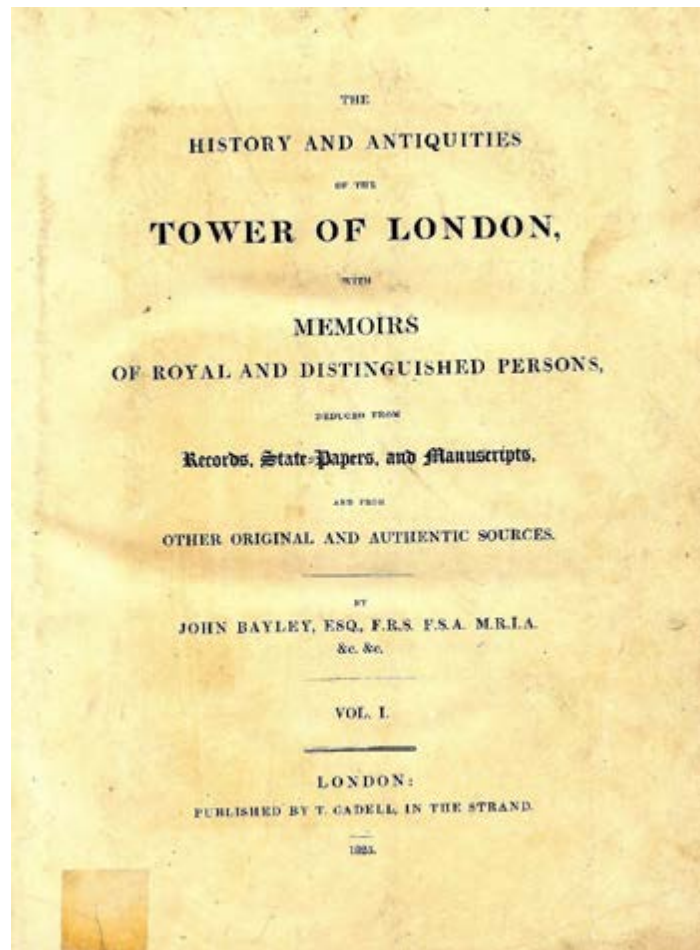 THE
HISTORY AND ANTIQUITIES
OF THE
TOWER OF LONDON,
WITH
MEMOIRS
OF ROYAL AND DISTINGUISHED PERSONS,
DEDUCED FROM
Records, State-Papers, and Manuscripts,
AND FROM
OTHER ORIGINAL AND AUTHENTIC SOURCES.
BY
JOHN BAYLEY, ESQ., F.R.S. F.S.A. M.R.I.A.
&c. &c.
VOL. I.
LONDON:
PUBLISHED BY T. CADELL, IN THE STRAND.